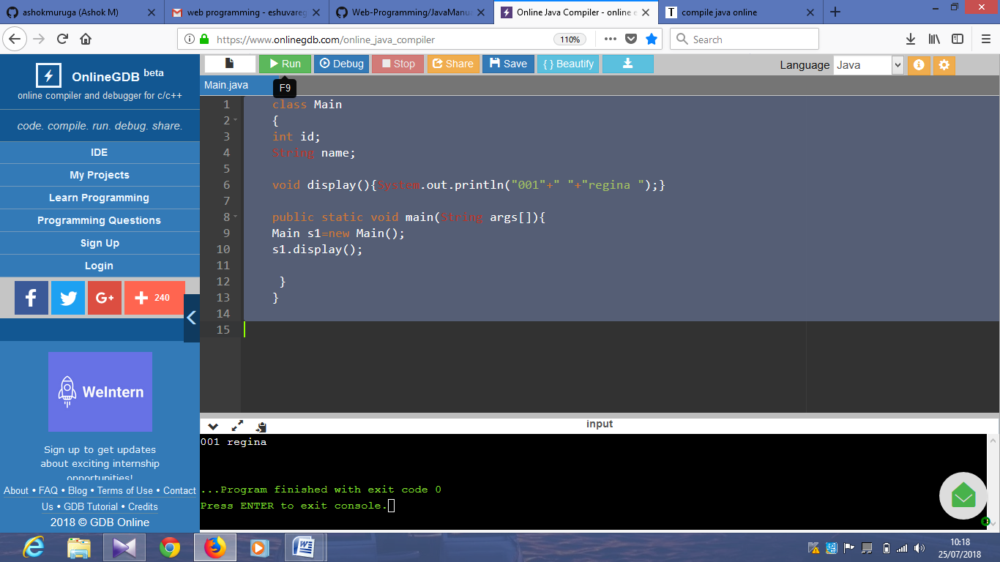 ashokmuruga (Ashok M)
web programming - eshuvareg
Web-Programming/JavaManua
Online Java Compiler - online e
T compile java online
https://www.onlinegdb.com/online_java_compiler
110%
Search
OnlineGDB beta
online compiler and debugger for c/c++
code. compile. run. debug. share.
IDE
My Projects
Learn Programming
Programming Questions
Sign Up
Login
f
G+
240
WeIntern
Sign up to get updates
about exciting internship
opportunities!
About • FAQ • Blog • Terms of Use • Contact
Us • GDB Tutorial • Credits
2018 © GDB Online
Run
Debug
Stop
Share
Save
{ } Beautify
Language Java
Main.java
F9
1 class Main
2 {
3 int id;
4 String name;
5
6 void display(){System.out.println("001"+" "+"regina ");}
7
8 public static void main(String args[]){
9 Main s1=new Main();
10 s1.display();
11
12 }
13 }
14
15
input
001 regina
...Program finished with exit code 0
Press ENTER to exit console.
10:18
25/07/2018